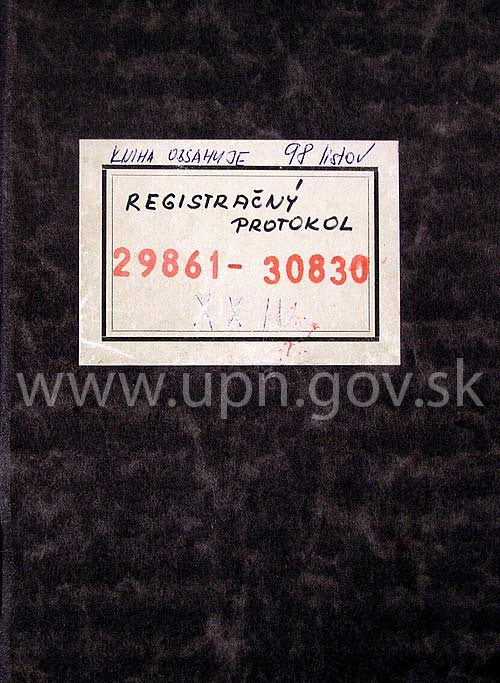 KNIHA OBSAHUJE 98 listov
REGISTRAČNÝ
PROTOKOL
29861- 30830
XXIV
www.upn.gov.sk